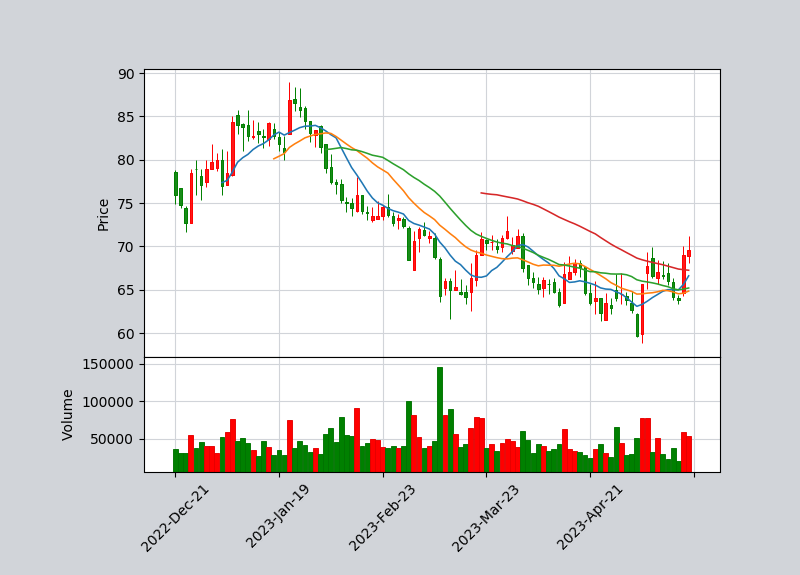 90
85
80
75
70
65
60
Price
150000
100000
50000
Volume
2022-Dec-21
2023-Jan-19
2023-Feb-23
2023-Mar-23
2023-Apr-21